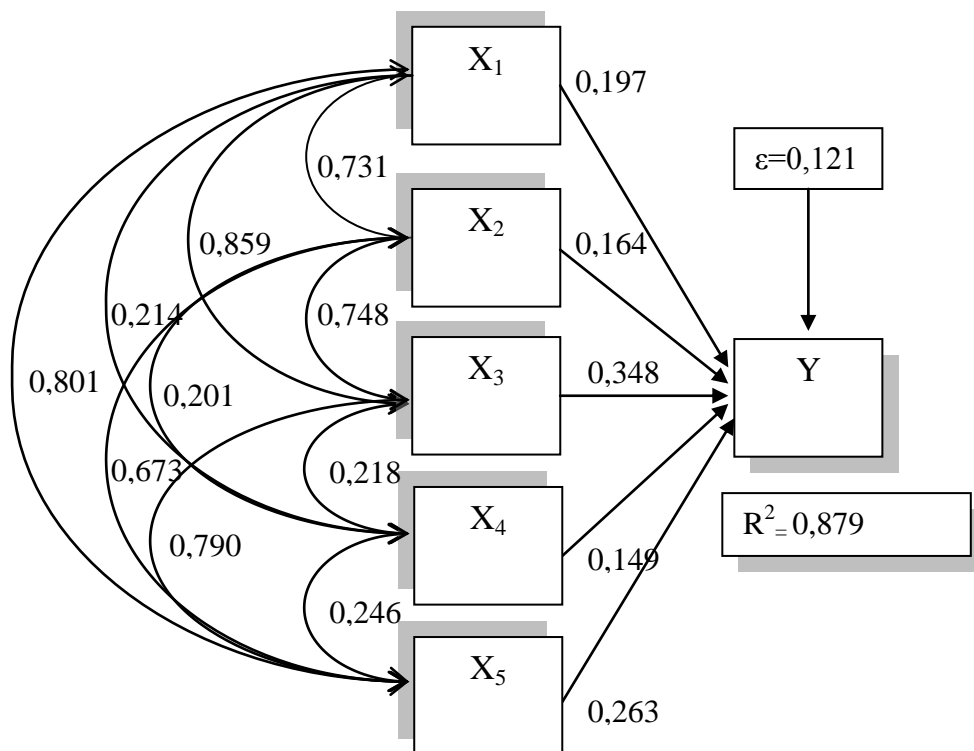 X₁
0,197
ε=0,121
0,731
X₂
0,859
0,164
0,214
0,748
0,801
X₃
0,348
Y
0,201
0,673
0,218
X₄
R²= 0,879
0,790
0,149
0,246
X₅
0,263